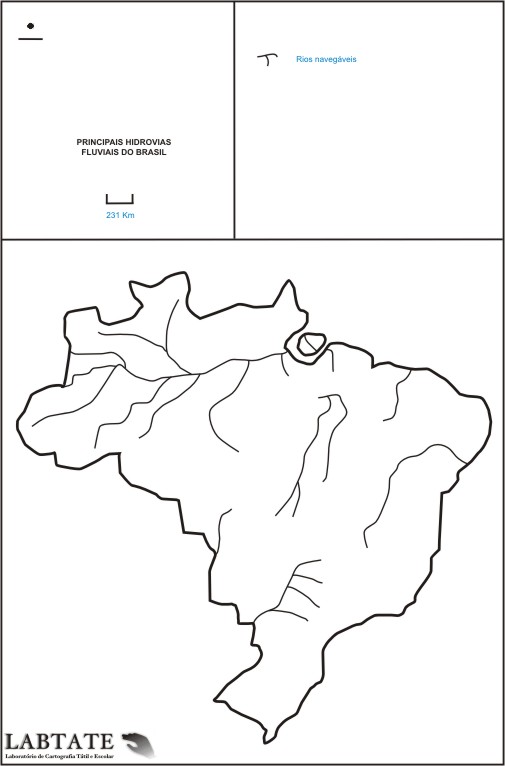 Rios navegáveis
PRINCIPAIS HIDROVIAS
FLUVIAIS DO BRASIL
231 Km
LABTATE
Laboratório de Cartografia Tátil e Escolar